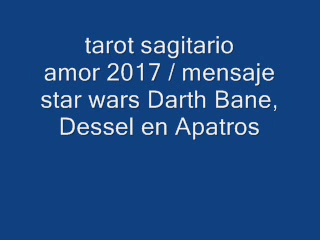 tarot sagitario
amor 2017 / mensaje
star wars Darth Bane,
Dessel en Apatros